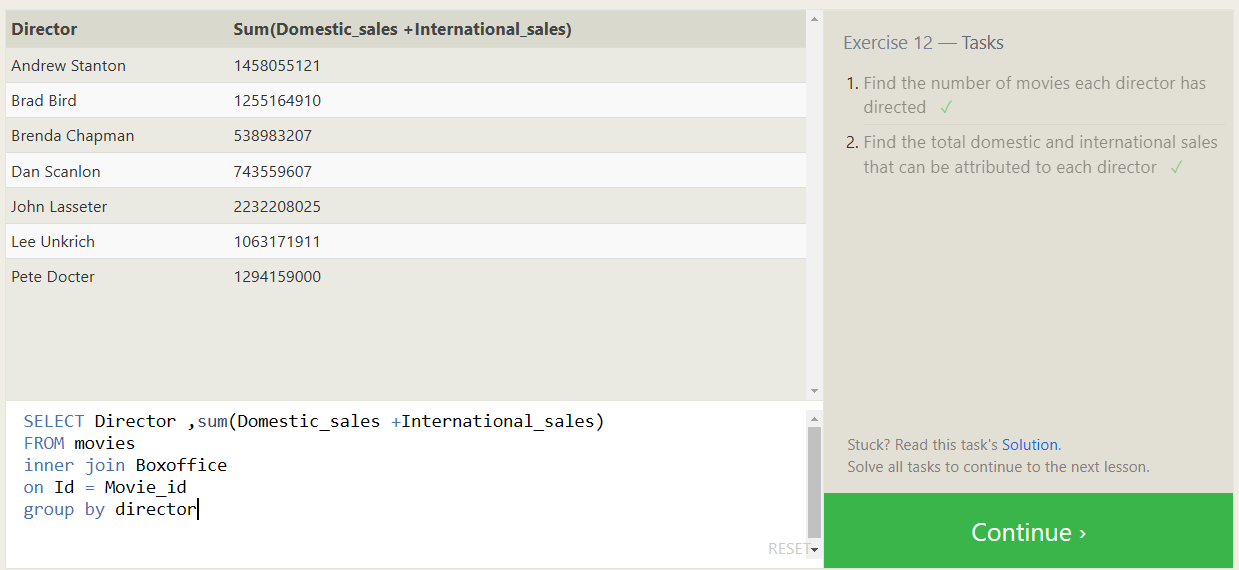 Director Sum(Domestic_sales +International_sales)
Andrew Stanton 1458055121
Brad Bird 1255164910
Brenda Chapman 538983207
Dan Scanlon 743559607
John Lasseter 2232208025
Lee Unkrich 1063171911
Pete Docter 1294159000
SELECT Director ,sum(Domestic_sales +International_sales)
FROM movies
inner join Boxoffice
on Id = Movie_id
group by director
RESET
Exercise 12 — Tasks
1. Find the number of movies each director has
directed ✓
2. Find the total domestic and international sales
that can be attributed to each director ✓
Stuck? Read this task's Solution.
Solve all tasks to continue to the next lesson.
Continue ›